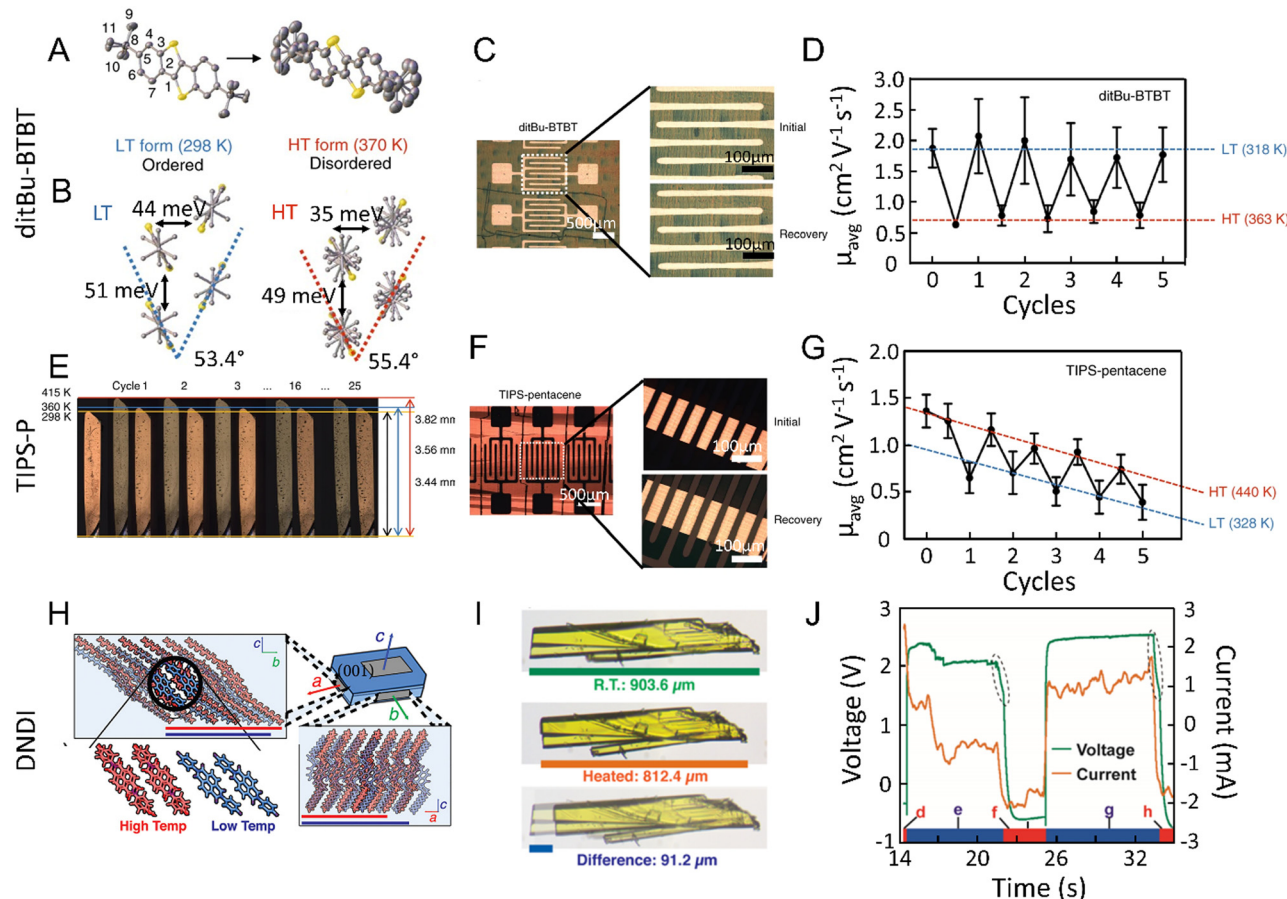 A
9
11
4
8
3
5
2
10
6
1
7
LT form (298 K)
Ordered
HT form (370 K)
Disordered
ditBu-BTBT
B
LT
44 meV
51 meV
53.4°
HT
35 meV
49 meV
55.4°
C
ditBu-BTBT
500µm
Initial
100µm
Recovery
100µm
D
ditBu-BTBT
µavg (cm² V⁻¹ s⁻¹)
3.0
2.5
2.0
1.5
1.0
0.5
0
LT (318 K)
HT (363 K)
0 1 2 3 4 5
Cycles
TIPS-P
E
Cycle 1 2 3 ... 16 ... 25
415 K
360 K
298 K
3.82 mm
3.56 mm
3.44 mm
F
TIPS-pentacene
500µm
Initial
100µm
Recovery
100µm
G
TIPS-pentacene
µavg (cm² V⁻¹ s⁻¹)
2.0
1.5
1.0
0.5
0
HT (440 K)
LT (328 K)
0 1 2 3 4 5
Cycles
DNDI
H
c
b
(001)
c
a
b
High Temp
Low Temp
c
a
I
R.T.: 903.6 µm
Heated: 812.4 µm
Difference: 91.2 µm
J
Voltage (V)
3
2
1
0
-1
Current (mA)
3
2
1
0
-1
-2
-3
Voltage
Current
d e f g h
14 20 26 32
Time (s)